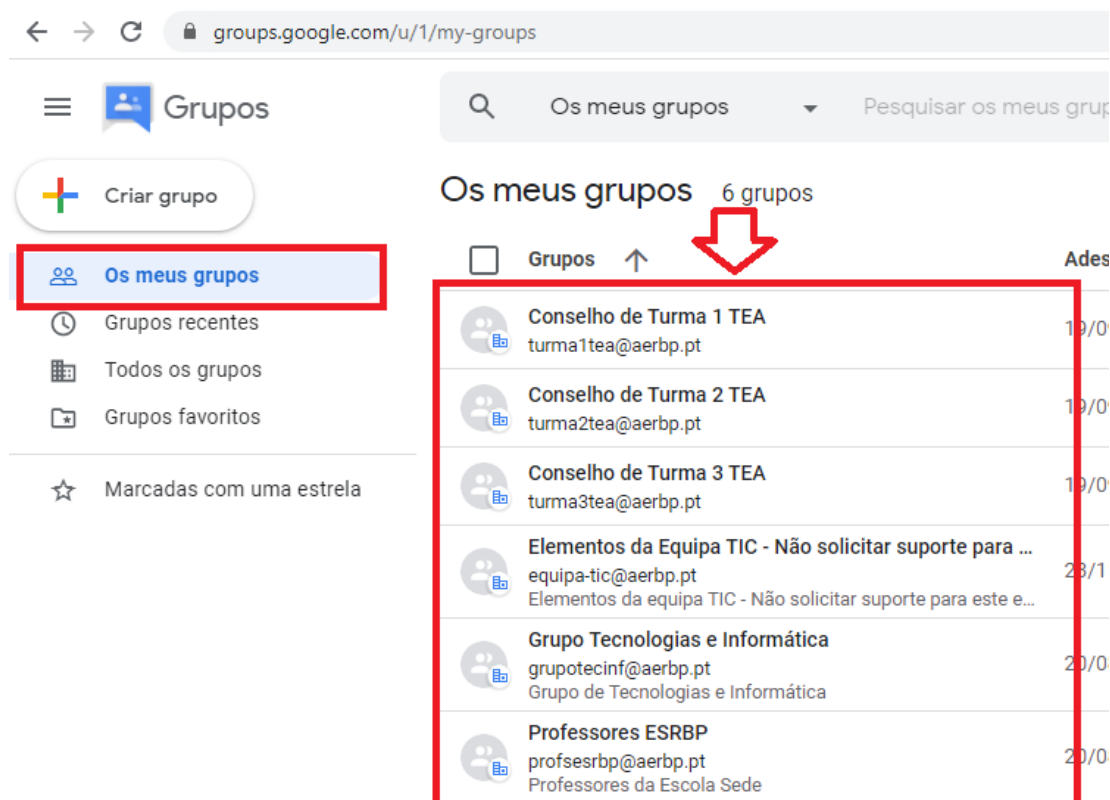 groups.google.com/u/1/my-groups
Grupos
Os meus grupos
Pesquisar os meus
Criar grupo
Os meus grupos
Grupos recentes
Todos os grupos
Grupos favoritos
Marcadas com uma estrela
Os meus grupos 6 grupos
Grupos
Conselho de Turma 1 TEA
turma1tea@aerbp.pt
Conselho de Turma 2 TEA
turma2tea@aerbp.pt
Conselho de Turma 3 TEA
turma3tea@aerbp.pt
Elementos da Equipa TIC - Não solicitar suporte para ...
equipa-tic@aerbp.pt
Elementos da equipa TIC - Não solicitar suporte para este e...
Grupo Tecnologias e Informática
grupotecinf@aerbp.pt
Grupo de Tecnologias e Informática
Professores ESRBP
profsesrbp@aerbp.pt
Professores da Escola Sede